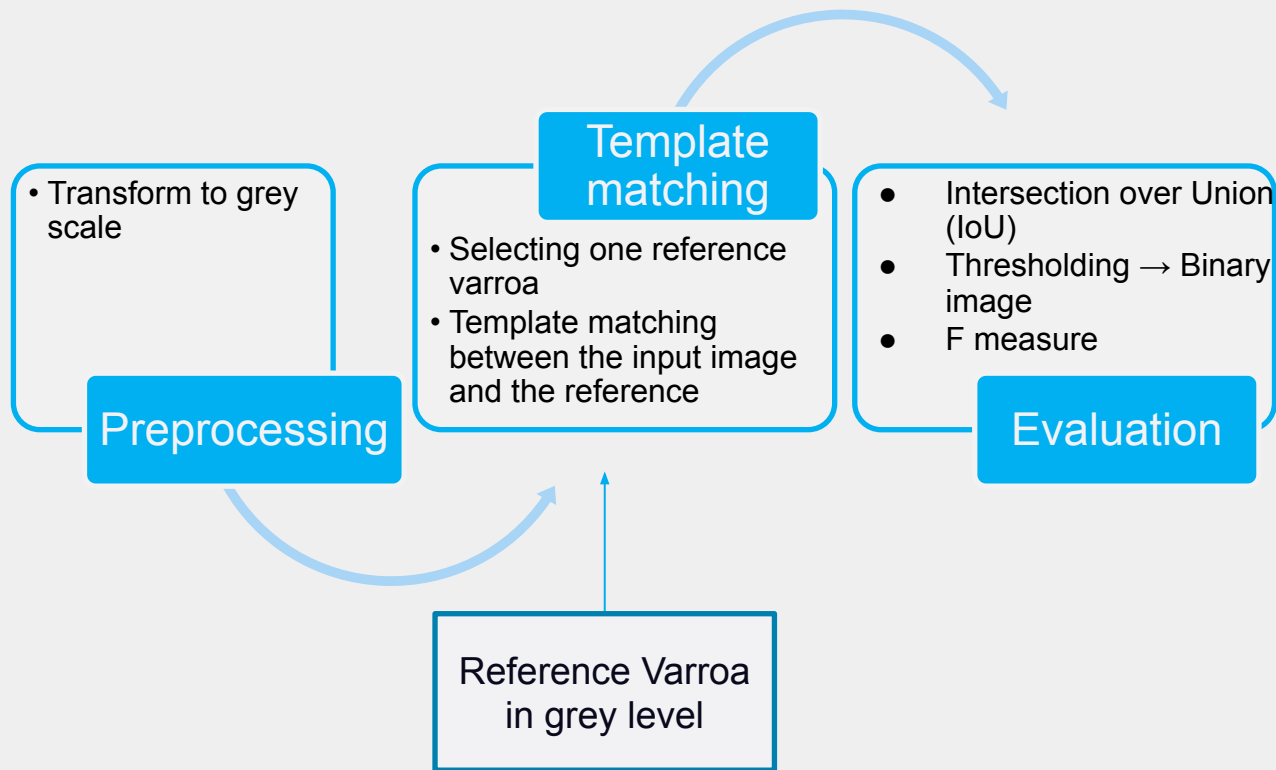 • Transform to grey
scale
Preprocessing
Template
matching
• Selecting one reference
varroa
• Template matching
between the input image
and the reference
● Intersection over Union
(IoU)
● Thresholding → Binary
image
● F measure
Evaluation
Reference Varroa
in grey level